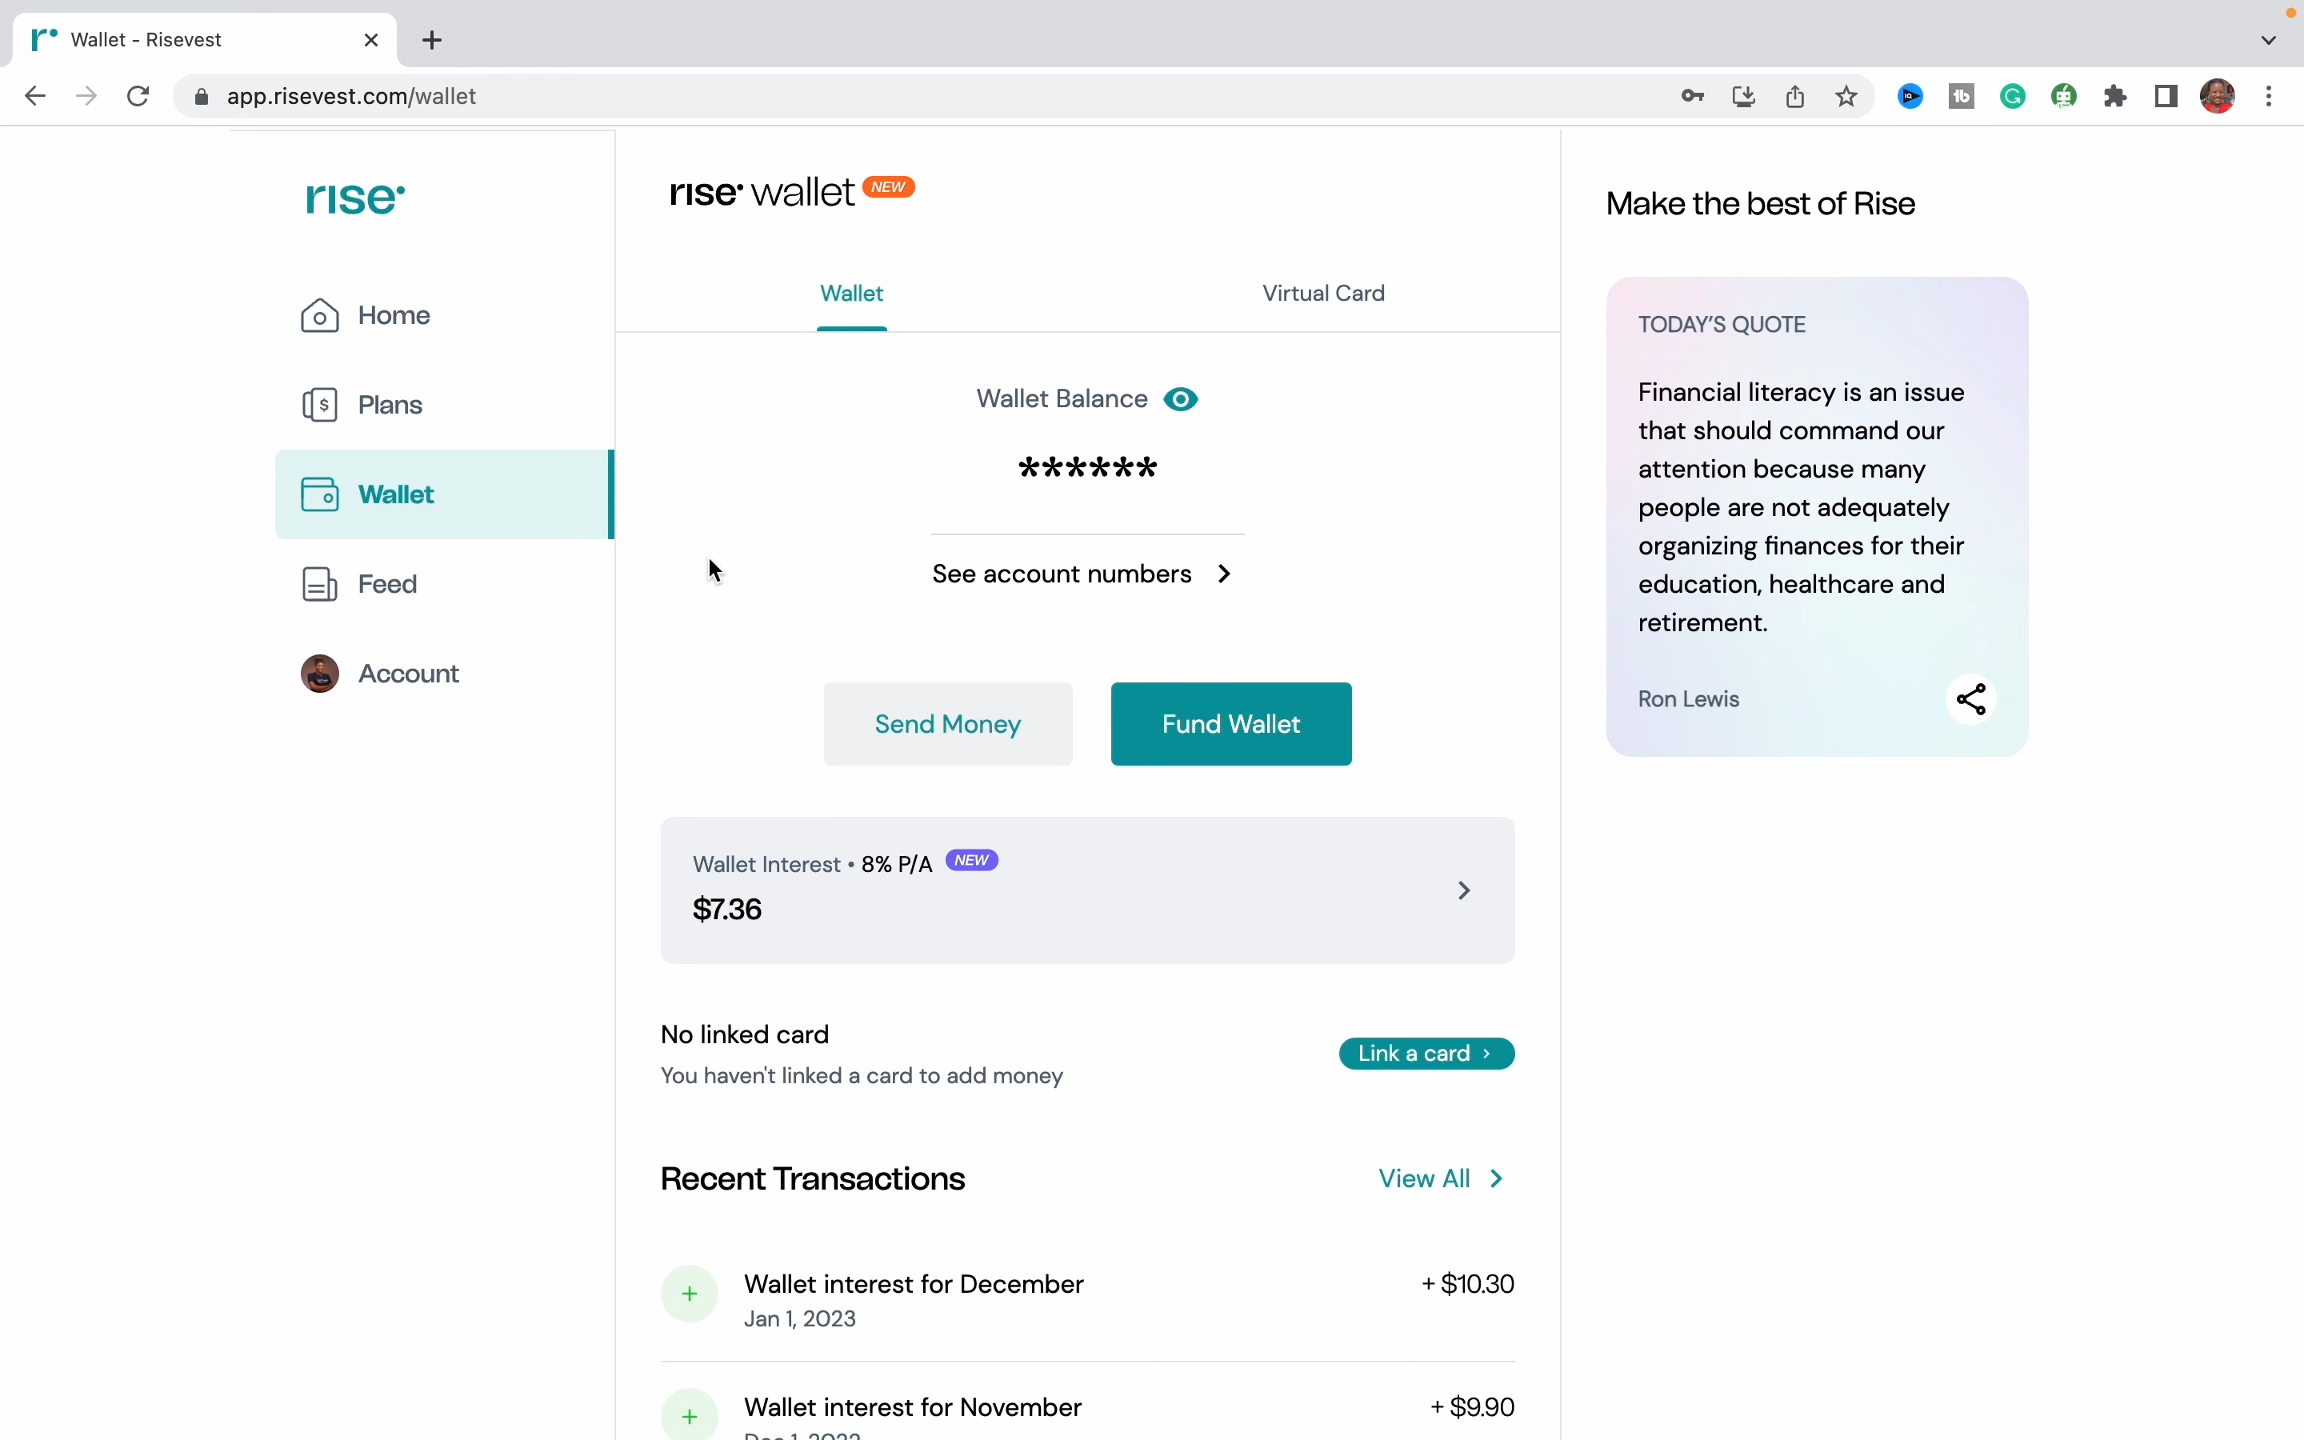 Wallet - Risevest
app.risevest.com/wallet
rise
Home
Plans
Wallet
Feed
Account
rise wallet NEW
Wallet
Virtual Card
Wallet Balance
******
See account numbers
Send Money
Fund Wallet
Wallet Interest • 8% P/A NEW
$7.36
No linked card
You haven't linked a card to add money
Link a card
Recent Transactions
View All
Wallet interest for December
+ $10.30
Jan 1, 2023
Wallet interest for November
+ $9.90
Dec 1, 2022
Make the best of Rise
TODAY'S QUOTE
Financial literacy is an issue
that should command our
attention because many
people are not adequately
organizing finances for their
education, healthcare and
retirement.
Ron Lewis